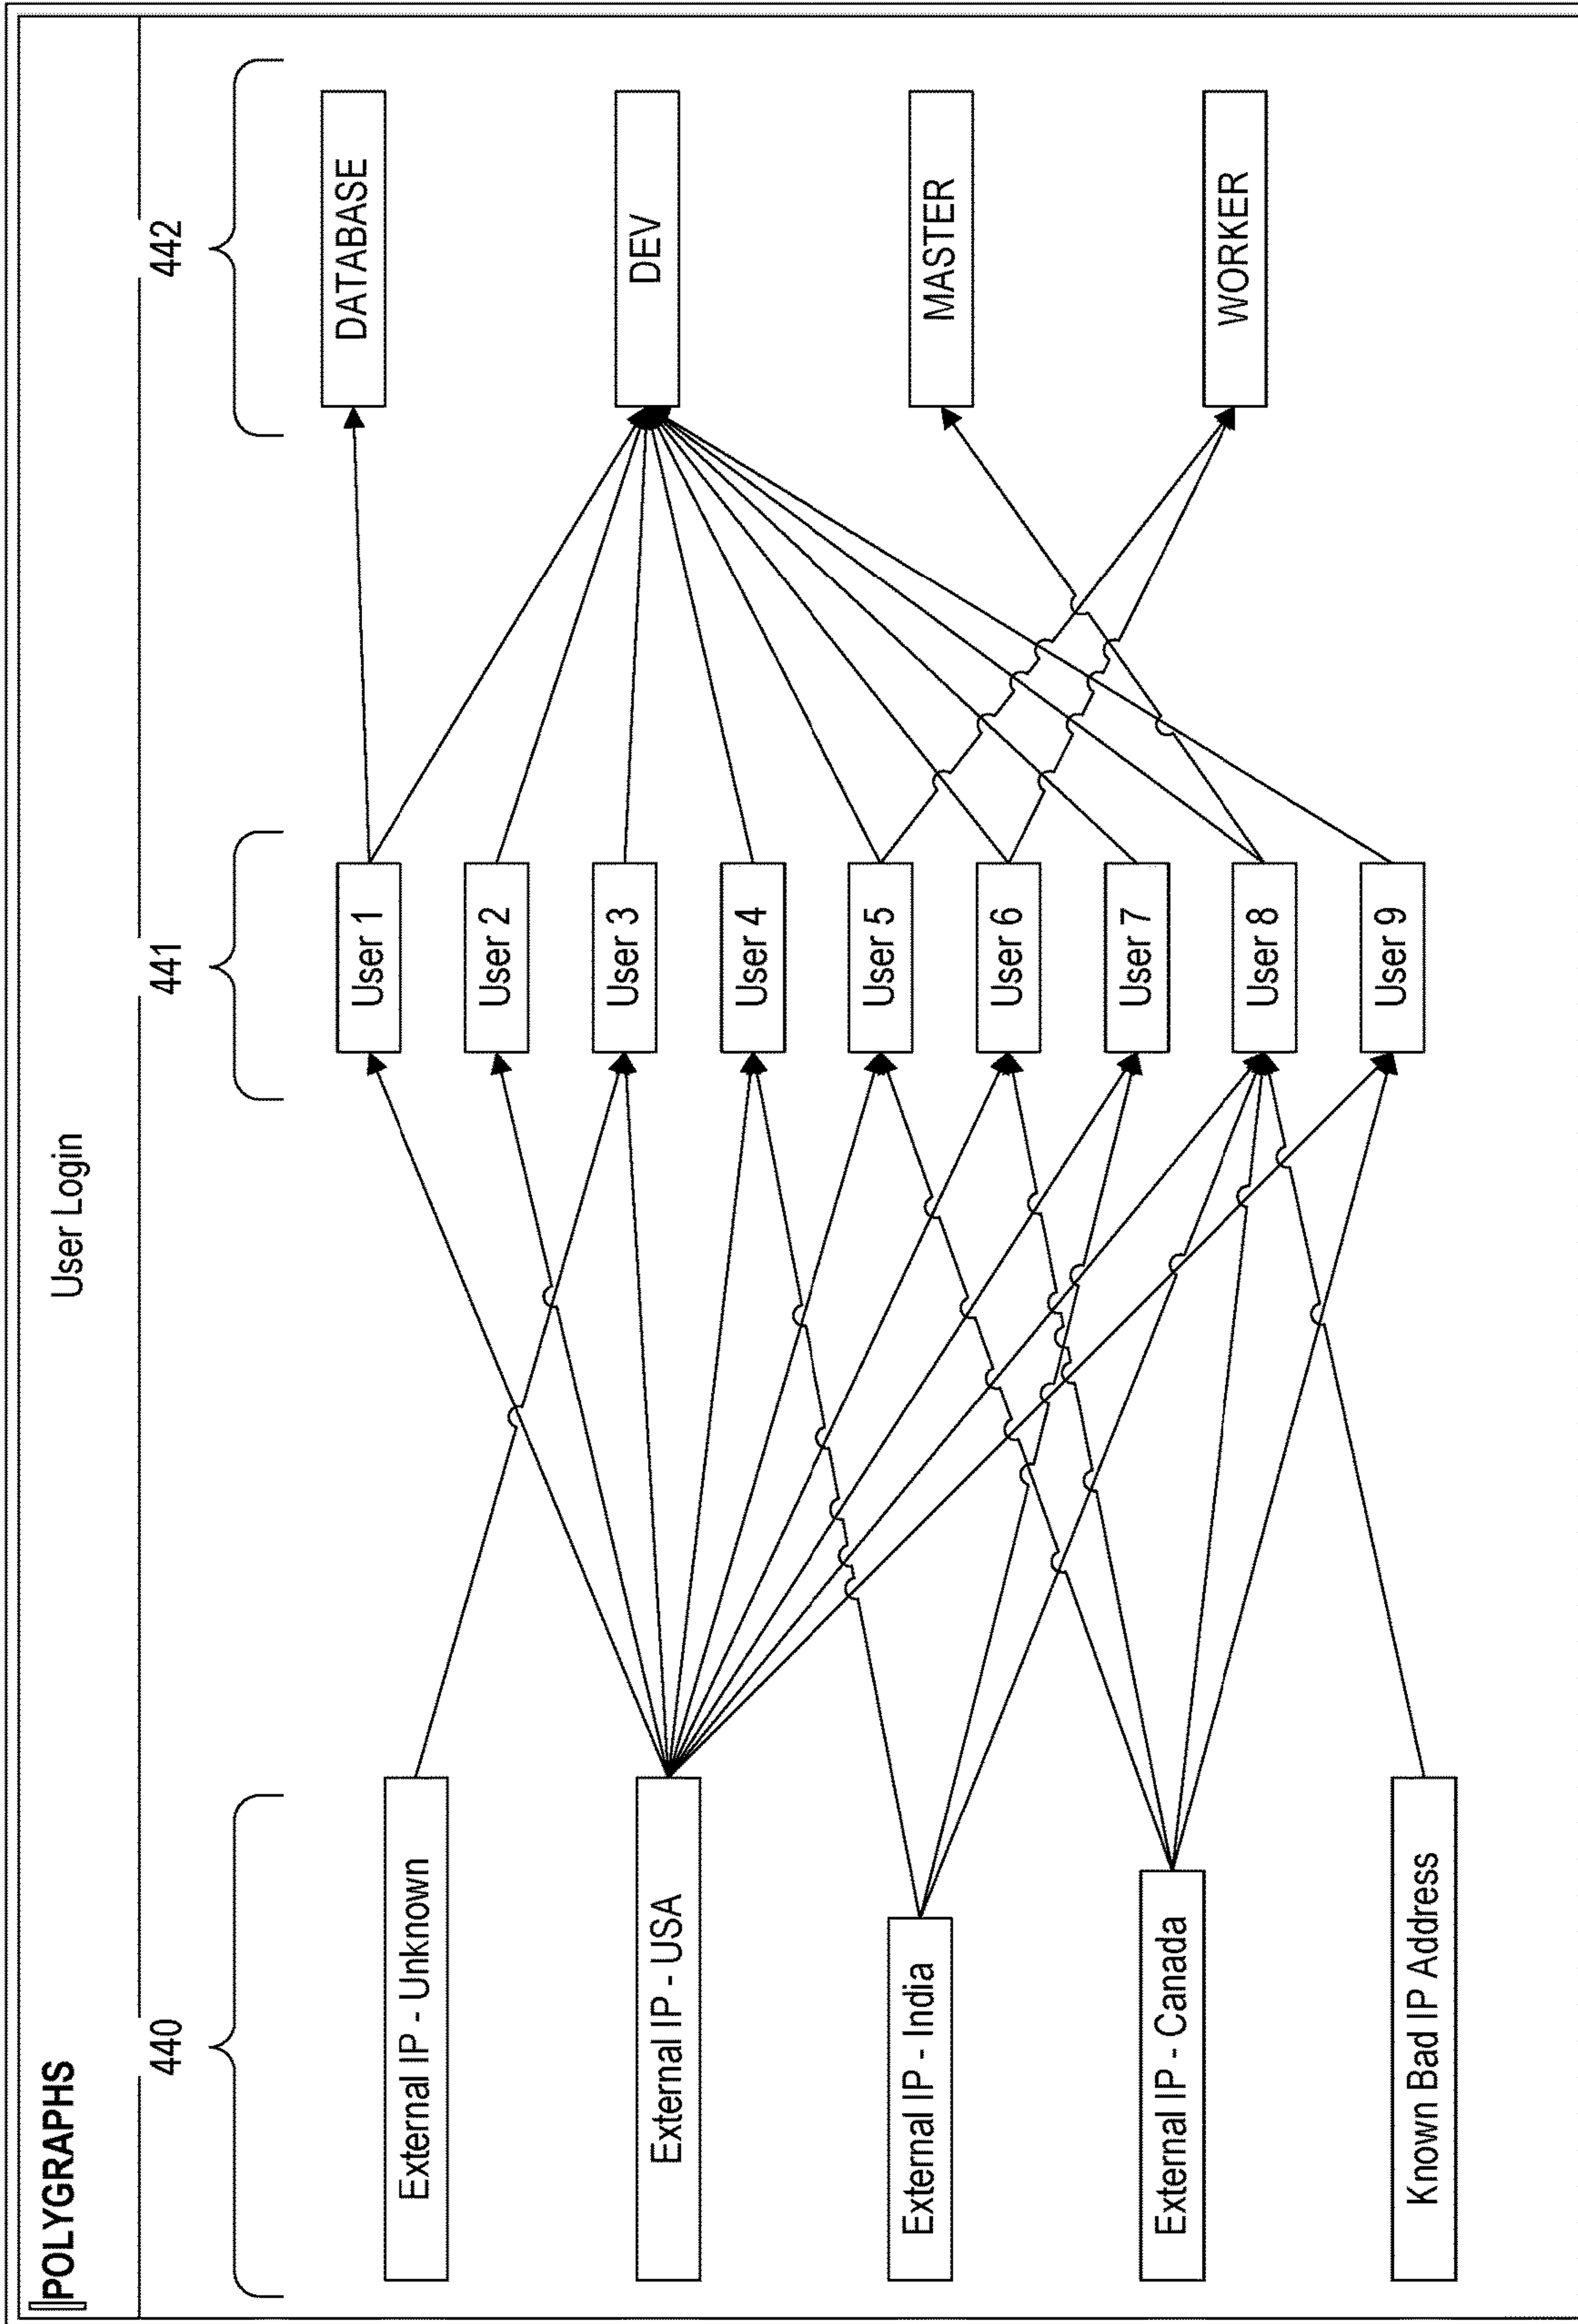 POLYGRAPHS
User Login
440
441
442
External IP - Unknown
External IP - USA
External IP - India
External IP - Canada
Known Bad IP Address
User 1
User 2
User 3
User 4
User 5
User 6
User 7
User 8
User 9
DATABASE
DEV
MASTER
WORKER